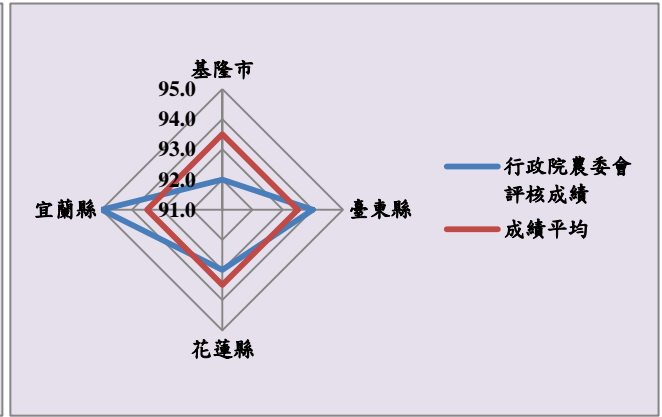 基隆市
95.0
94.0
93.0
92.0
91.0
宜蘭縣
臺東縣
花蓮縣
行政院農委會
評核成績
成績平均